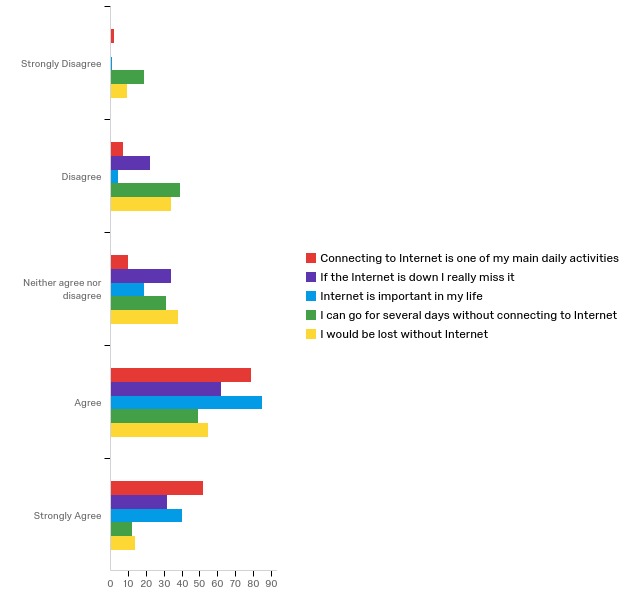 Strongly Disagree
Disagree
Neither agree nor
disagree
Agree
Strongly Agree
0 10 20 30 40 50 60 70 80 90
Connecting to Internet is one of my main daily activities
If the Internet is down I really miss it
Internet is important in my life
I can go for several days without connecting to Internet
I would be lost without Internet